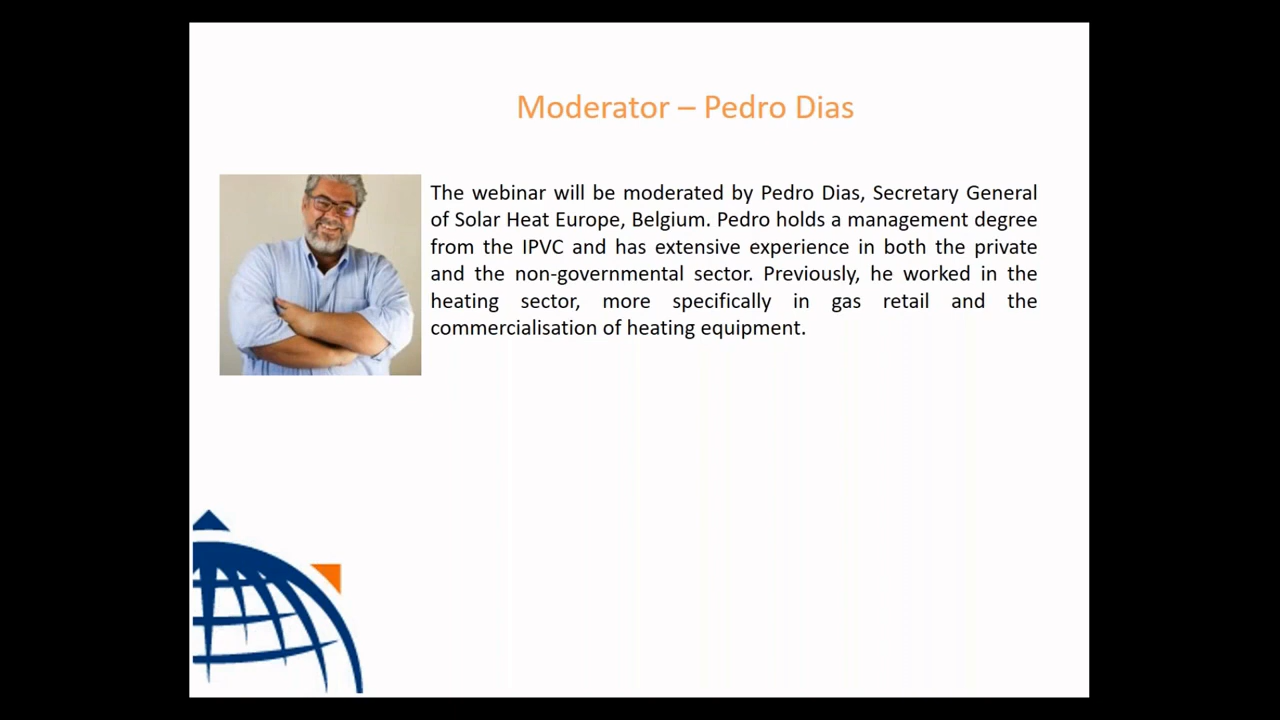 Moderator – Pedro Dias
The webinar will be moderated by Pedro Dias, Secretary General
of Solar Heat Europe, Belgium. Pedro holds a management degree
from the IPVC and has extensive experience in both the private
and the non-governmental sector. Previously, he worked in the
heating sector, more specifically in gas retail and the
commercialisation of heating equipment.